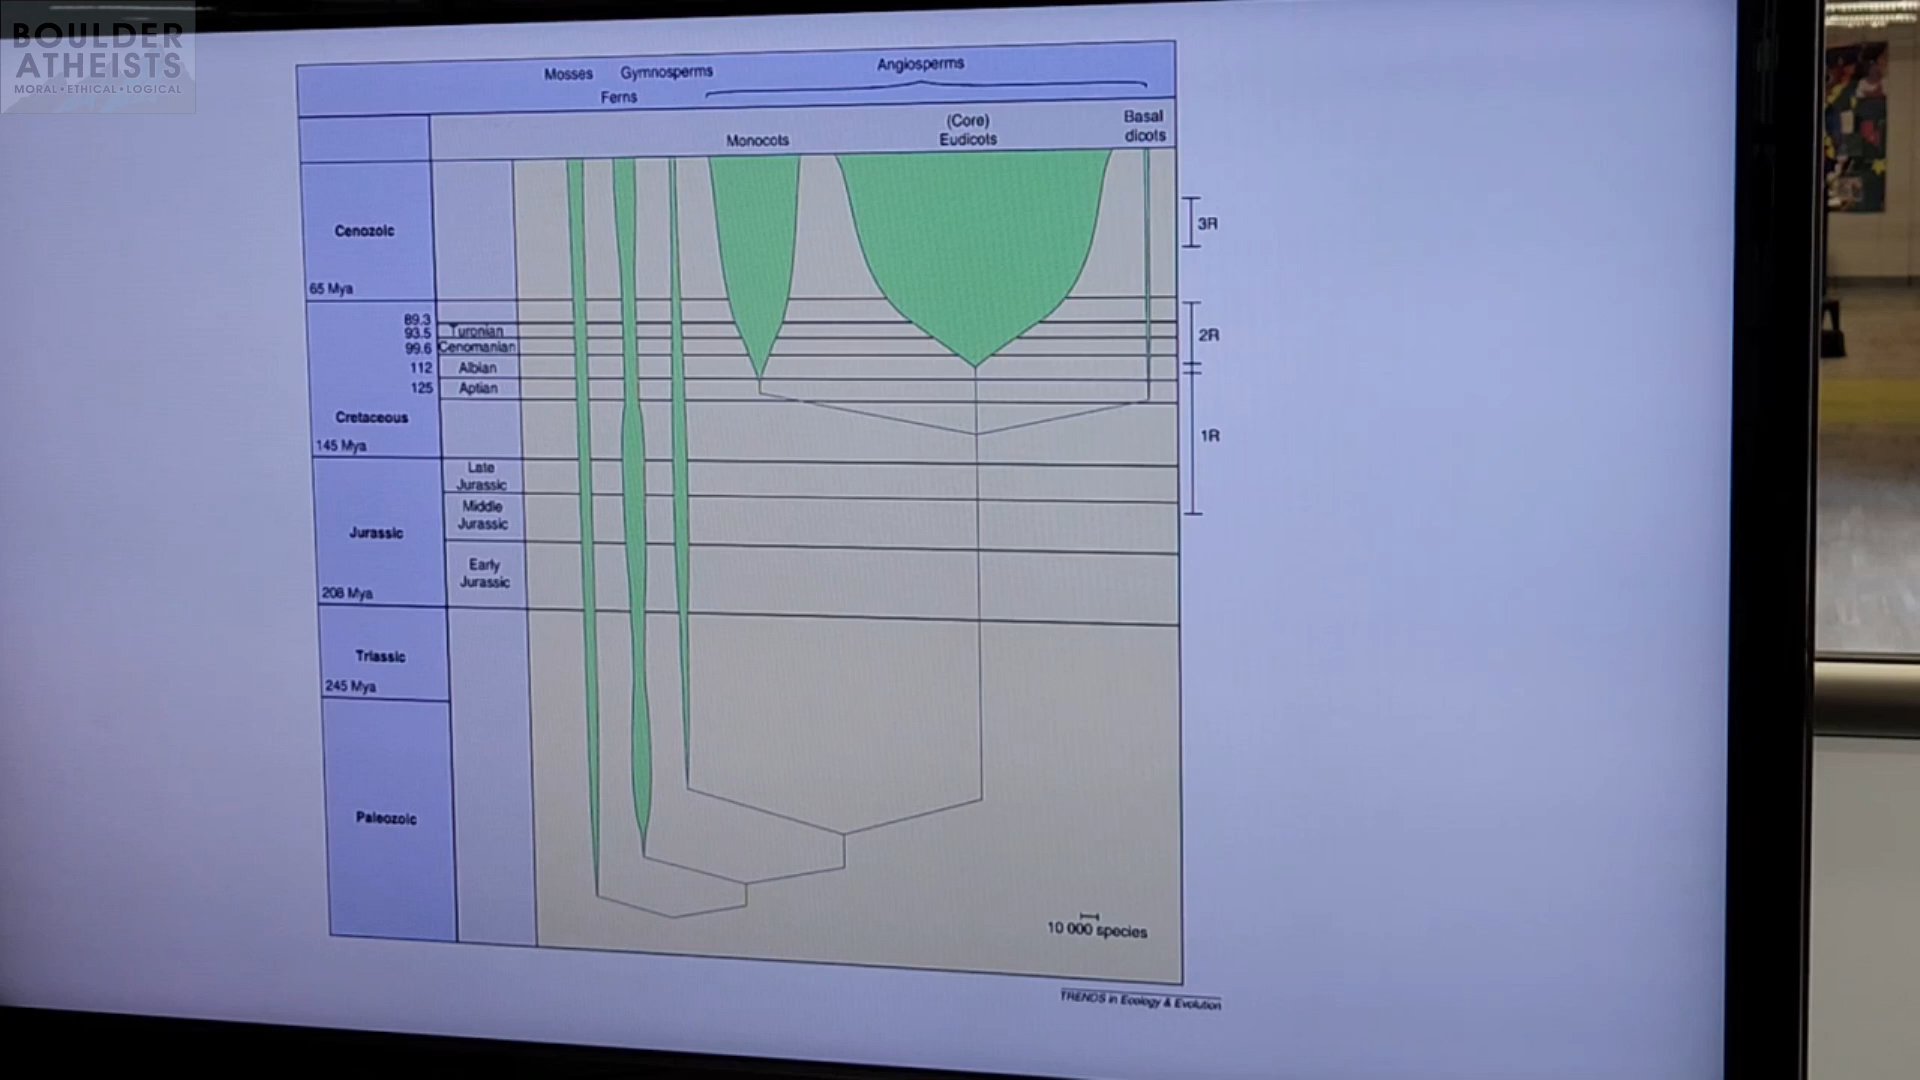 BOULDER
ATHEISTS
MORAL • ETHICAL • LOGICAL
Mosses
Gymnosperms
Angiosperms
Ferns
Monocots
(Core)
Eudicots
Basal
dicots
Cenozoic
65 Mya
3R
89.3
93.5
Turonian
99.6
Cenomanian
2R
112
Albian
125
Aptian
Cretaceous
145 Mya
1R
Late
Jurassic
Middle
Jurassic
Jurassic
Early
Jurassic
208 Mya
Triassic
245 Mya
Paleozoic
10 000 species
TRENDS in Ecology & Evolution